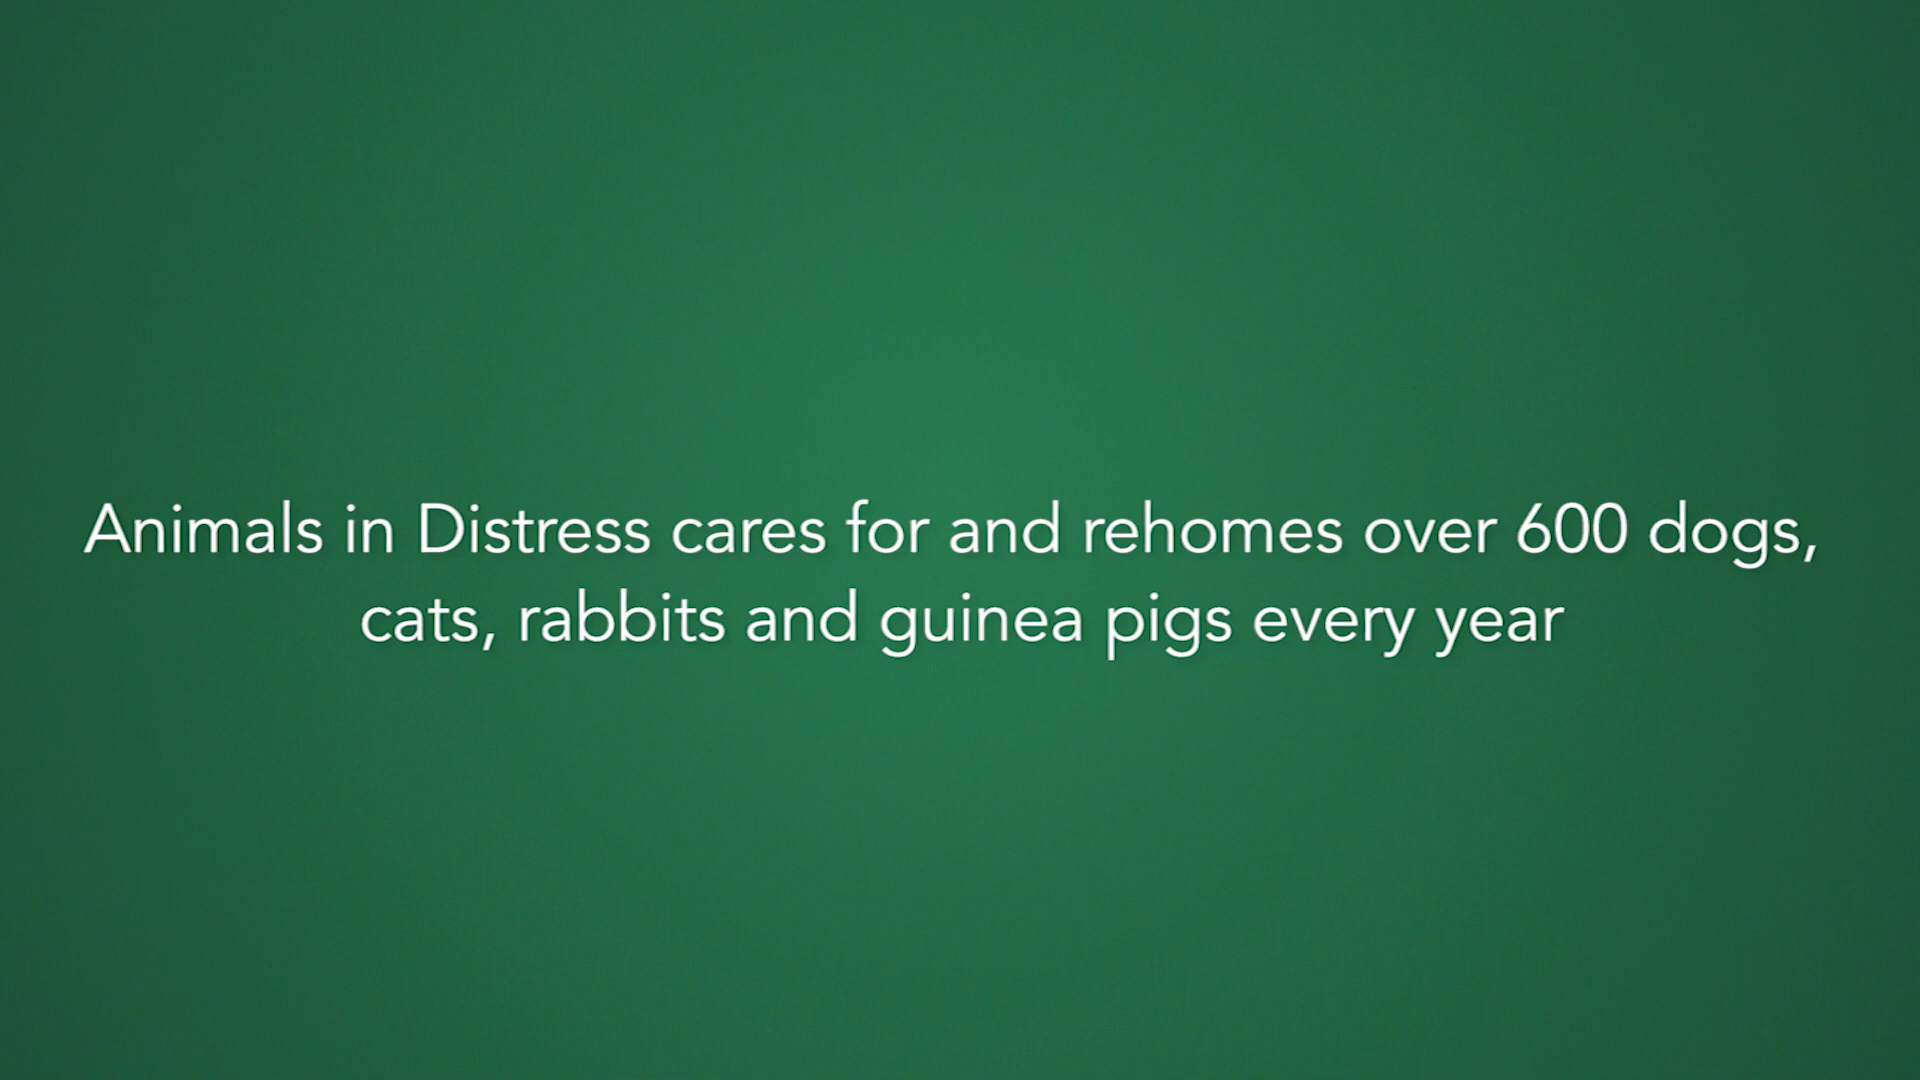 Animals in Distress cares for and rehomes over 600 dogs,
cats, rabbits and guinea pigs every year